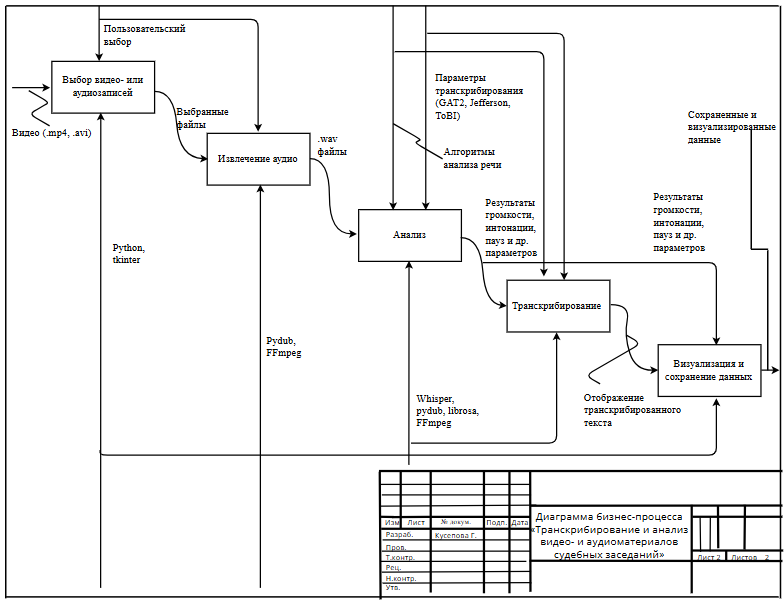 Пользовательский
выбор
Выбор видео- или
аудиозаписей
Видео (.mp4, .avi)
Выбранные
файлы
Извлечение аудио
.wav
файлы
Параметры
транскрибирования
(GAT2, Jefferson,
ToBI)
Алгоритмы
анализа речи
Сохраненные и
визуализированные
данные
Анализ
Результаты
громкости,
интонации,
пауз и др.
параметров
Результаты
громкости,
интонации,
пауз и др.
параметров
Python,
tkinter
Транскрибирование
Pydub,
FFmpeg
Визуализация и
сохранение данных
Whisper,
pydub, librosa,
FFmpeg
Отображение
транскрибированного
текста
Изм Лист № докум. Подп. Дата
Разраб. Куселова Г.
Пров.
Т.контр.
Рец.
Н.контр.
Утв.
Диаграмма бизнес-процесса
«Транскрибирование и анализ
видео- и аудиоматериалов
судебных заседаний»
Лист 2 Листов 2